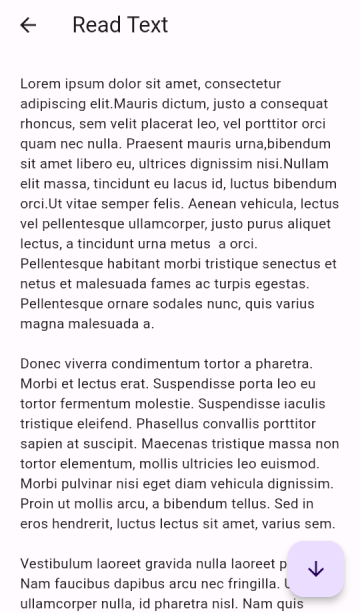 Read Text
Lorem ipsum dolor sit amet, consectetur
adipiscing elit.Mauris dictum, justo a consequat
rhoncus, sem velit placerat leo, vel porttitor orci
quam nec nulla. Praesent mauris urna,bibendum
sit amet libero eu, ultrices dignissim nisi.Nullam
elit massa, tincidunt eu lacus id, luctus bibendum
orci.Ut vitae semper felis. Aenean vehicula, lectus
vel pellentesque ullamcorper, justo purus aliquet
lectus, a tincidunt urna metus  a orci.
Pellentesque habitant morbi tristique senectus et
netus et malesuada fames ac turpis egestas.
Pellentesque ornare sodales nunc, quis varius
magna malesuada a.
Donec viverra condimentum tortor a pharetra.
Morbi et lectus erat. Suspendisse porta leo eu
tortor fermentum molestie. Suspendisse iaculis
tristique eleifend. Phasellus convallis porttitor
sapien at suscipit. Maecenas tristique massa non
tortor elementum, mollis ultricies leo euismod.
Morbi pulvinar nisi eget diam vehicula dignissim.
Proin ut mollis arcu, a bibendum tellus. Sed in
eros hendrerit, luctus lectus sit amet, varius sem.
Vestibulum laoreet gravida nulla laoreet
Nam faucibus dapibus arcu nec fringilla.
ullamcorper nulla, id pharetra nisl. Nam quis